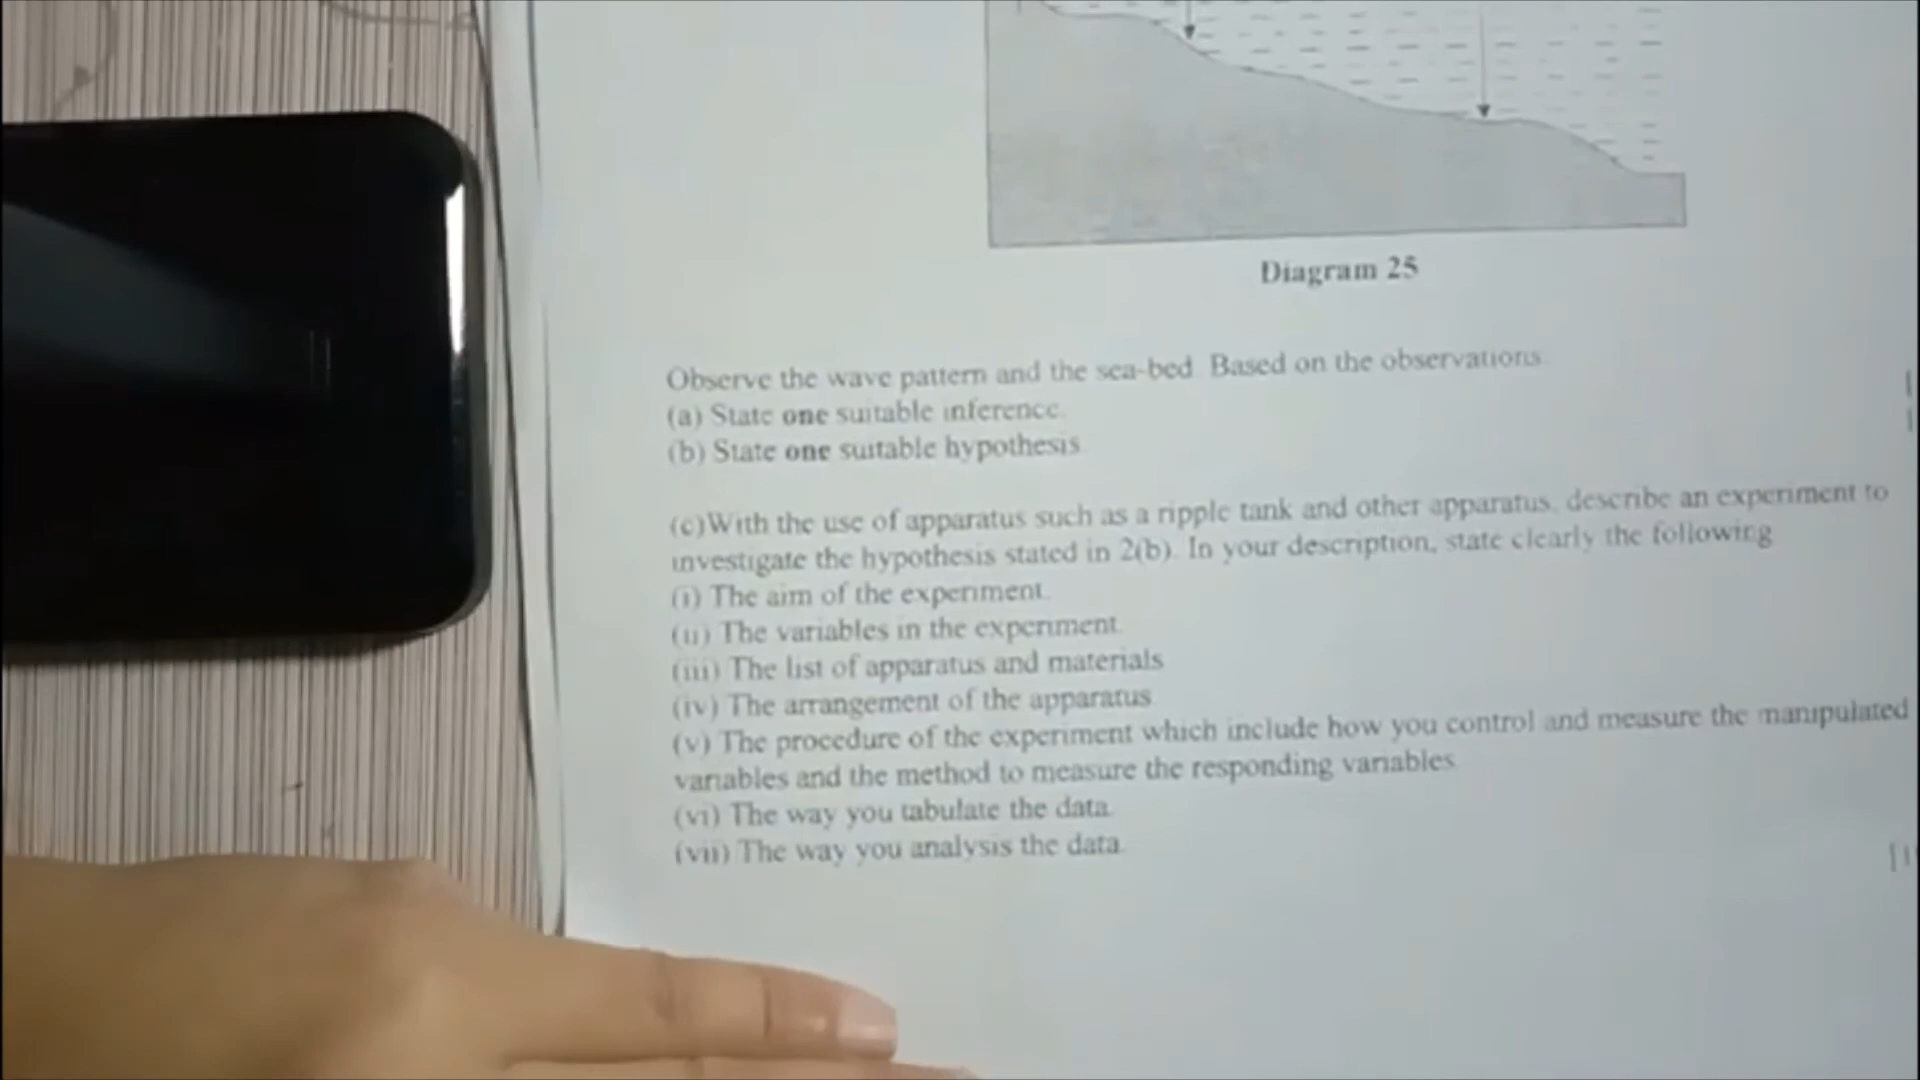 Diagram 25
Observe the wave pattern and the sea-bed. Based on the observations.
(a) State one suitable inference.
(b) State one suitable hypothesis.
(c)With the use of apparatus such as a ripple tank and other apparatus, describe an experiment to
investigate the hypothesis stated in 2(b). In your description, state clearly the following
(i) The aim of the experiment.
(ii) The variables in the experiment.
(iii) The list of apparatus and materials
(iv) The arrangement of the apparatus
(v) The procedure of the experiment which include how you control and measure the manipulated
variables and the method to measure the responding variables.
(vi) The way you tabulate the data.
(vii) The way you analysis the data.